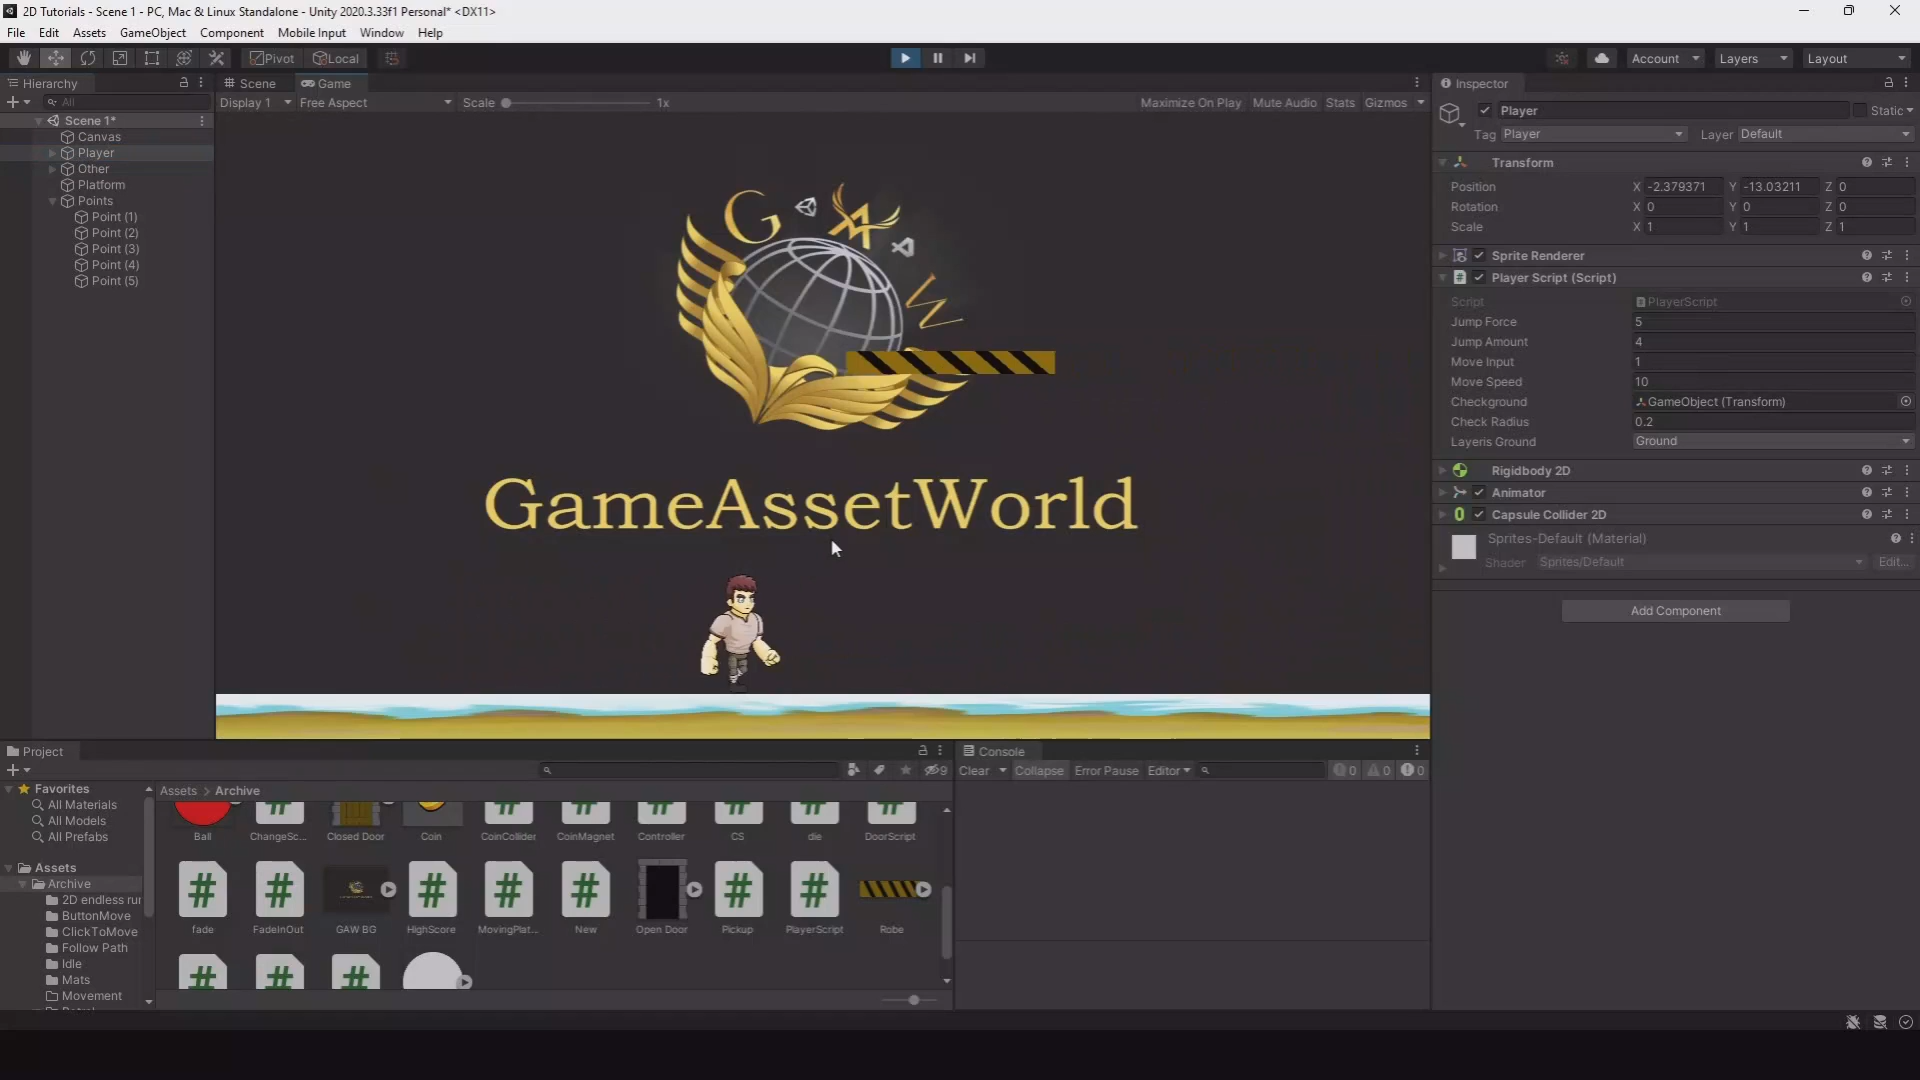 2D Tutorials - Scene 1 - PC, Mac & Linux Standalone - Unity 2020.3.33f1 Personal* <DX11>
File Edit Assets GameObject Component Mobile Input Window Help
Pivot Local Account Layers Layout
Hierarchy
All
Scene 1*
Canvas
Player
Other
Platform
Points
Point (1)
Point (2)
Point (3)
Point (4)
Point (5)
Scene Game
Display 1 Free Aspect Scale 1x Maximize On Play Mute Audio Stats Gizmos
G W
GameAssetWorld
Inspector
Player Static
Tag Player Layer Default
Transform
Position X -2.379371 Y -13.03211 Z 0
Rotation X 0 Y 0 Z 0
Scale X 1 Y 1 Z 1
Sprite Renderer
# Player Script (Script)
Script PlayerScript
Jump Force 5
Jump Amount 4
Move Input 1
Move Speed 10
Checkground GameObject (Transform)
Check Radius 0.2
Layeris Ground Ground
Rigidbody 2D
Animator
Capsule Collider 2D
Sprites-Default (Material)
Shader Sprites/Default Edit...
Add Component
Project
9
Favorites
All Materials
All Models
All Prefabs
Assets
Archive
2D endless rur
ButtonMove
ClickToMove
Follow Path
Idle
Mats
Movement
Assets > Archive
Ball ChangeSc... Closed Door Coin CoinCollider CoinMagnet Controller CS die DoorScript
fade FadeInOut GAW BG HighScore MovingPlat... New Open Door Pickup PlayerScript Robe
Console
Clear Collapse Error Pause Editor 0 0 0